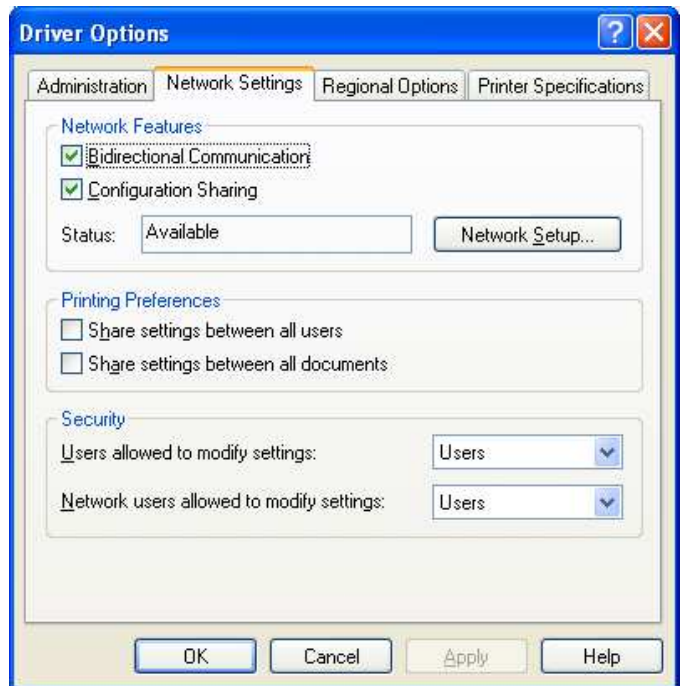 Driver Options
Administration Network Settings Regional Options Printer Specifications
Network Features
Bidirectional Communication
Configuration Sharing
Status: Available Network Setup...
Printing Preferences
Share settings between all users
Share settings between all documents
Security
Users allowed to modify settings: Users
Network users allowed to modify settings: Users
OK Cancel Apply Help